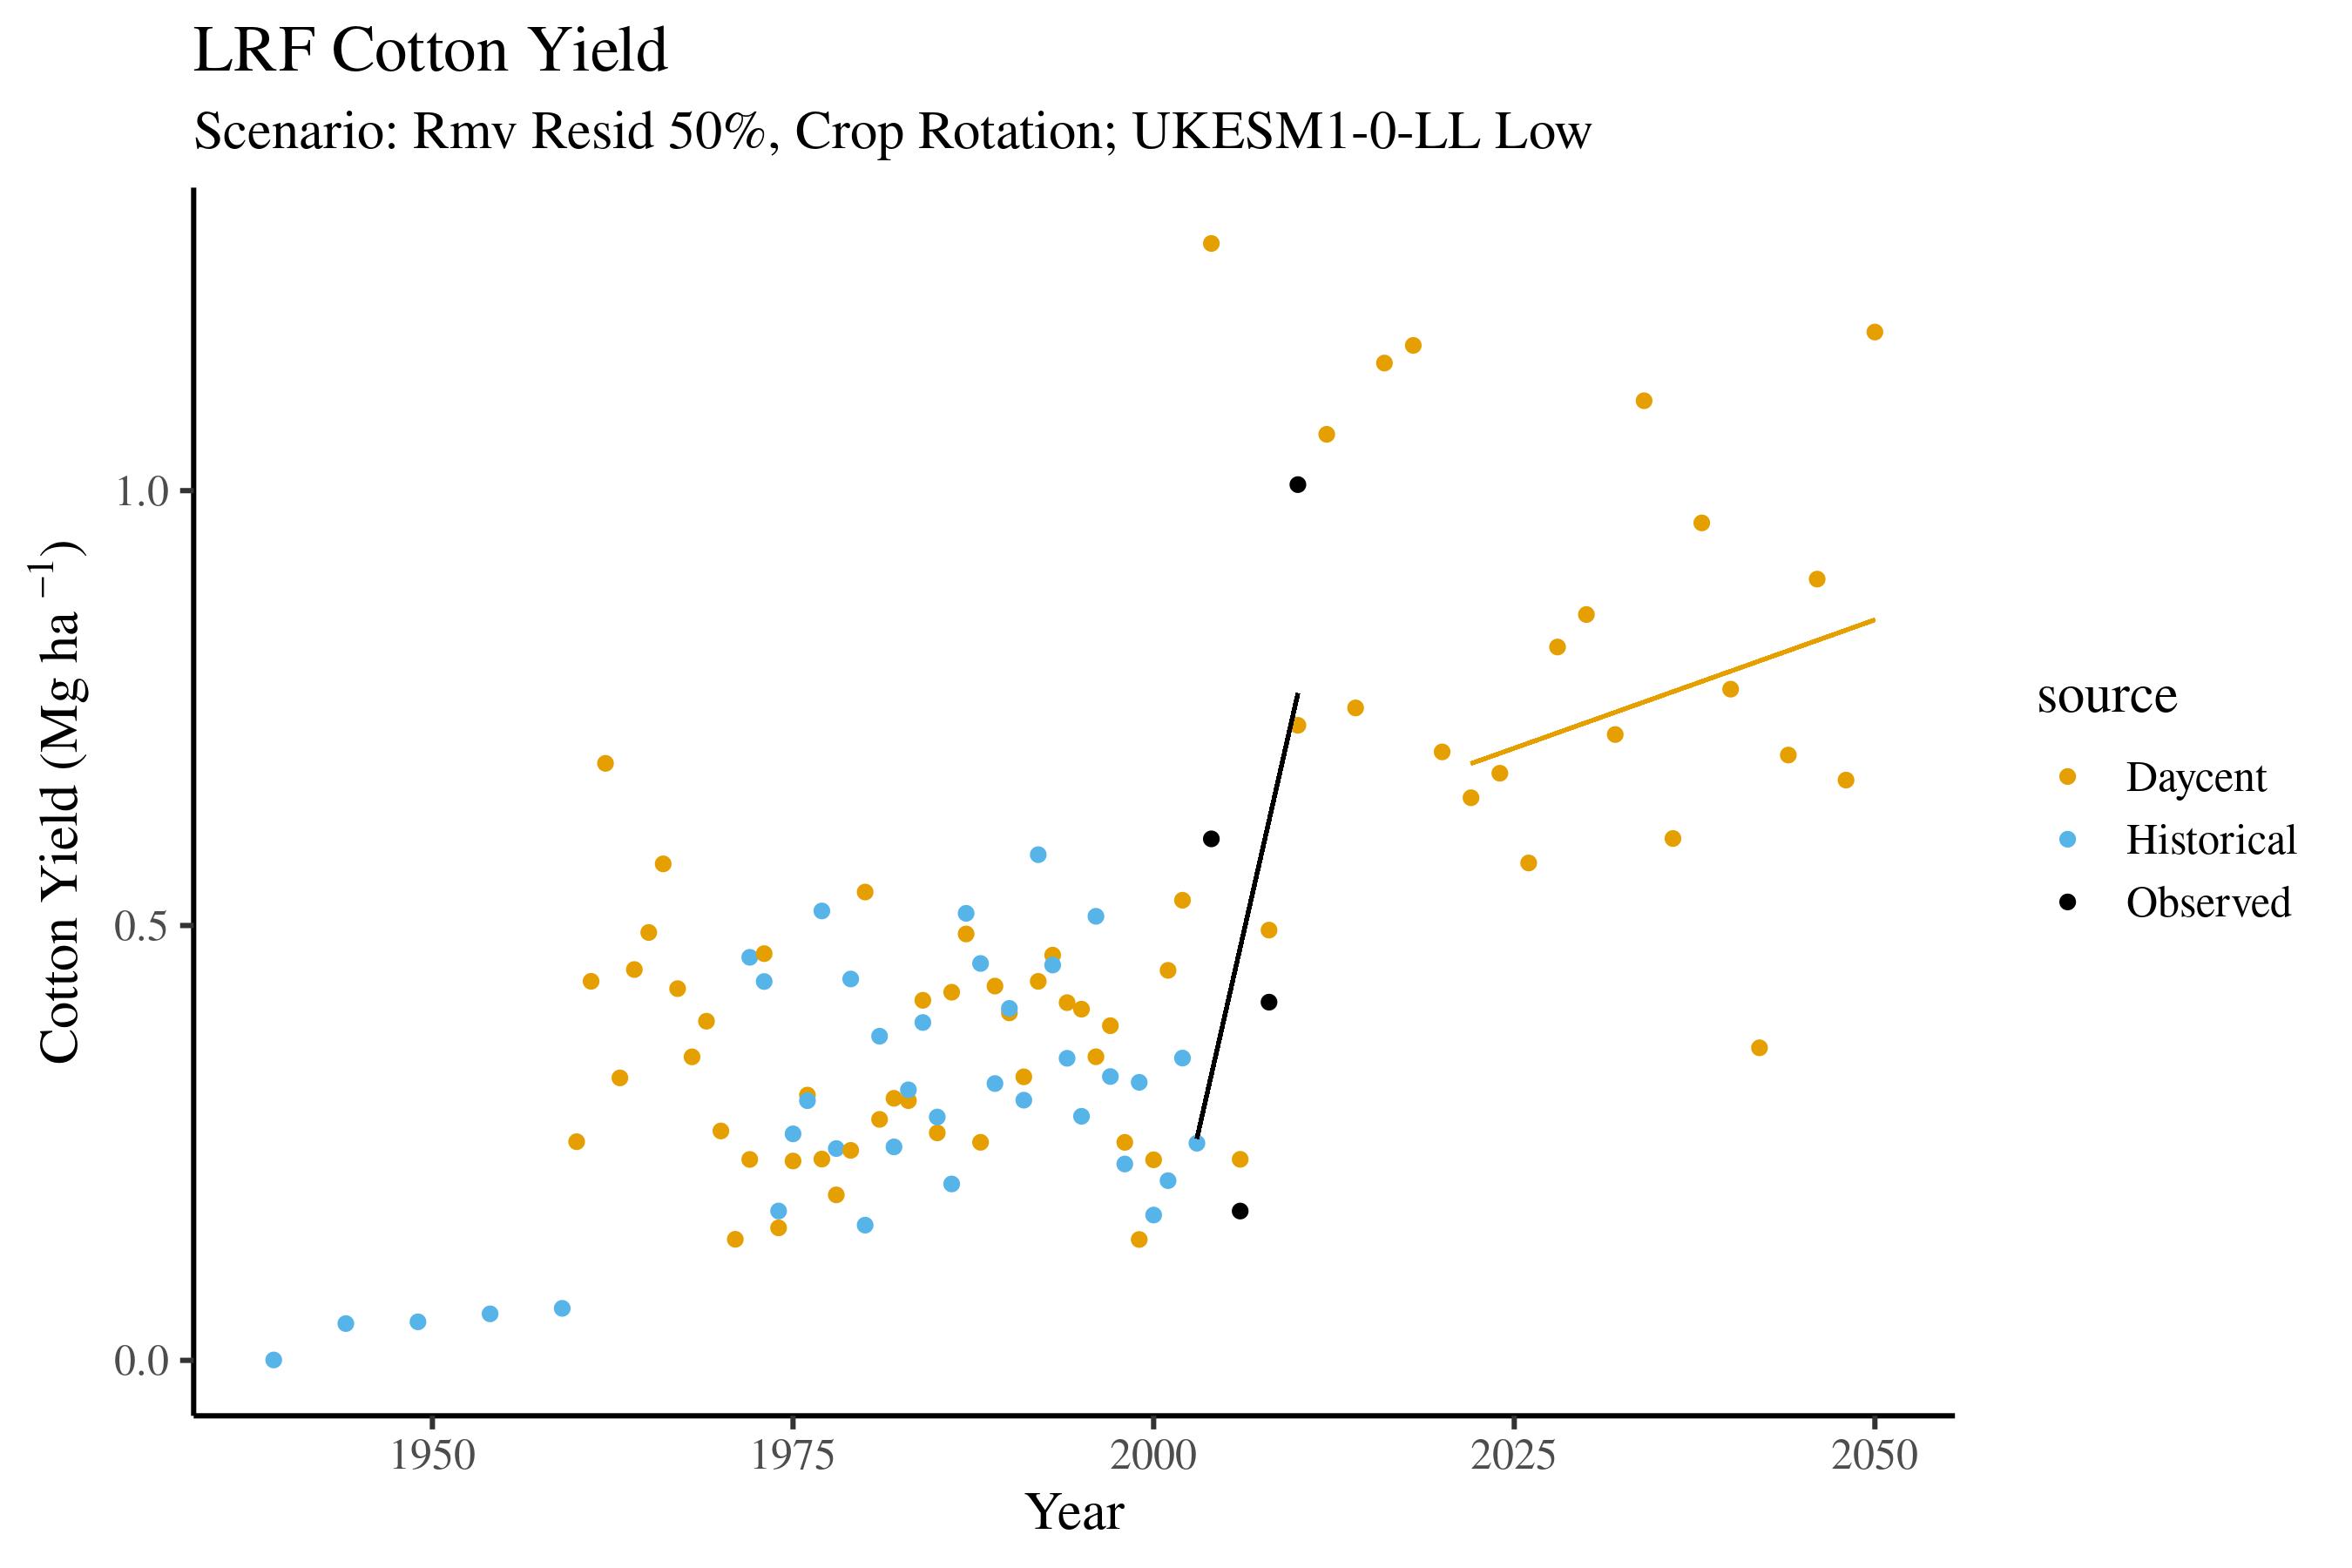 LRF Cotton Yield
Scenario: Rmv Resid 50%, Crop Rotation; UKESM1-0-LL Low
Cotton Yield (Mg ha −1)
1.0
0.5
0.0
1950 1975 2000 2025 2050
Year
source
Daycent
Historical
Observed